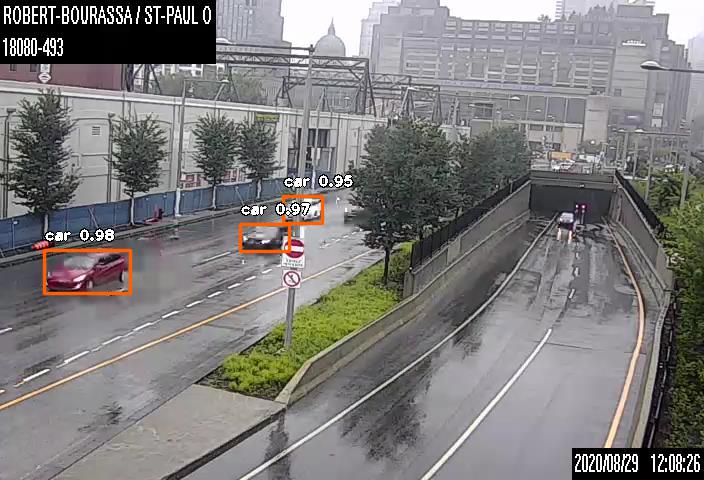 ROBERT-BOURASSA / ST-PAUL O
18080-493
car 0.95
car 0.97
car 0.98
2020/08/29 12:08:26